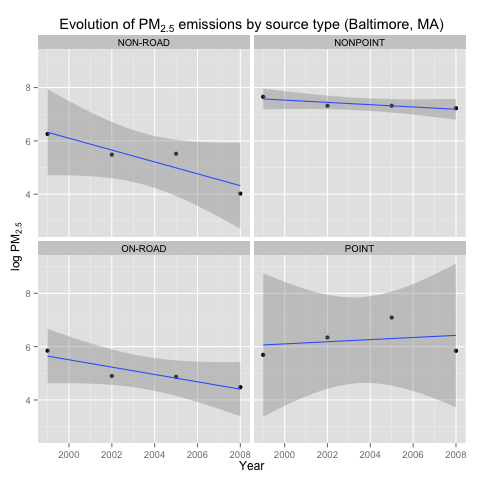 Evolution of PM2.5 emissions by source type (Baltimore, MA)
NON-ROAD NONPOINT
8
6
4
ON-ROAD POINT
8
6
4
2000 2002 2004 2006 2008 2000 2002 2004 2006 2008
Year
log PM2.5